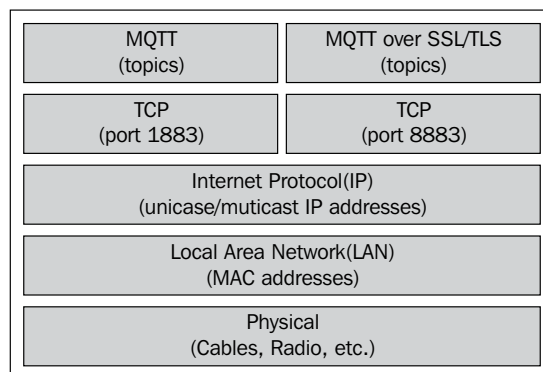 MQTT
(topics)
MQTT over SSL/TLS
(topics)
TCP
(port 1883)
TCP
(port 8883)
Internet Protocol(IP)
(unicase/muticast IP addresses)
Local Area Network(LAN)
(MAC addresses)
Physical
(Cables, Radio, etc.)